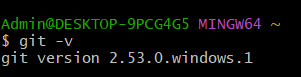 Admin@DESKTOP-9PCG4G5 MINGW64 ~
$ git -v
git version 2.53.0.windows.1